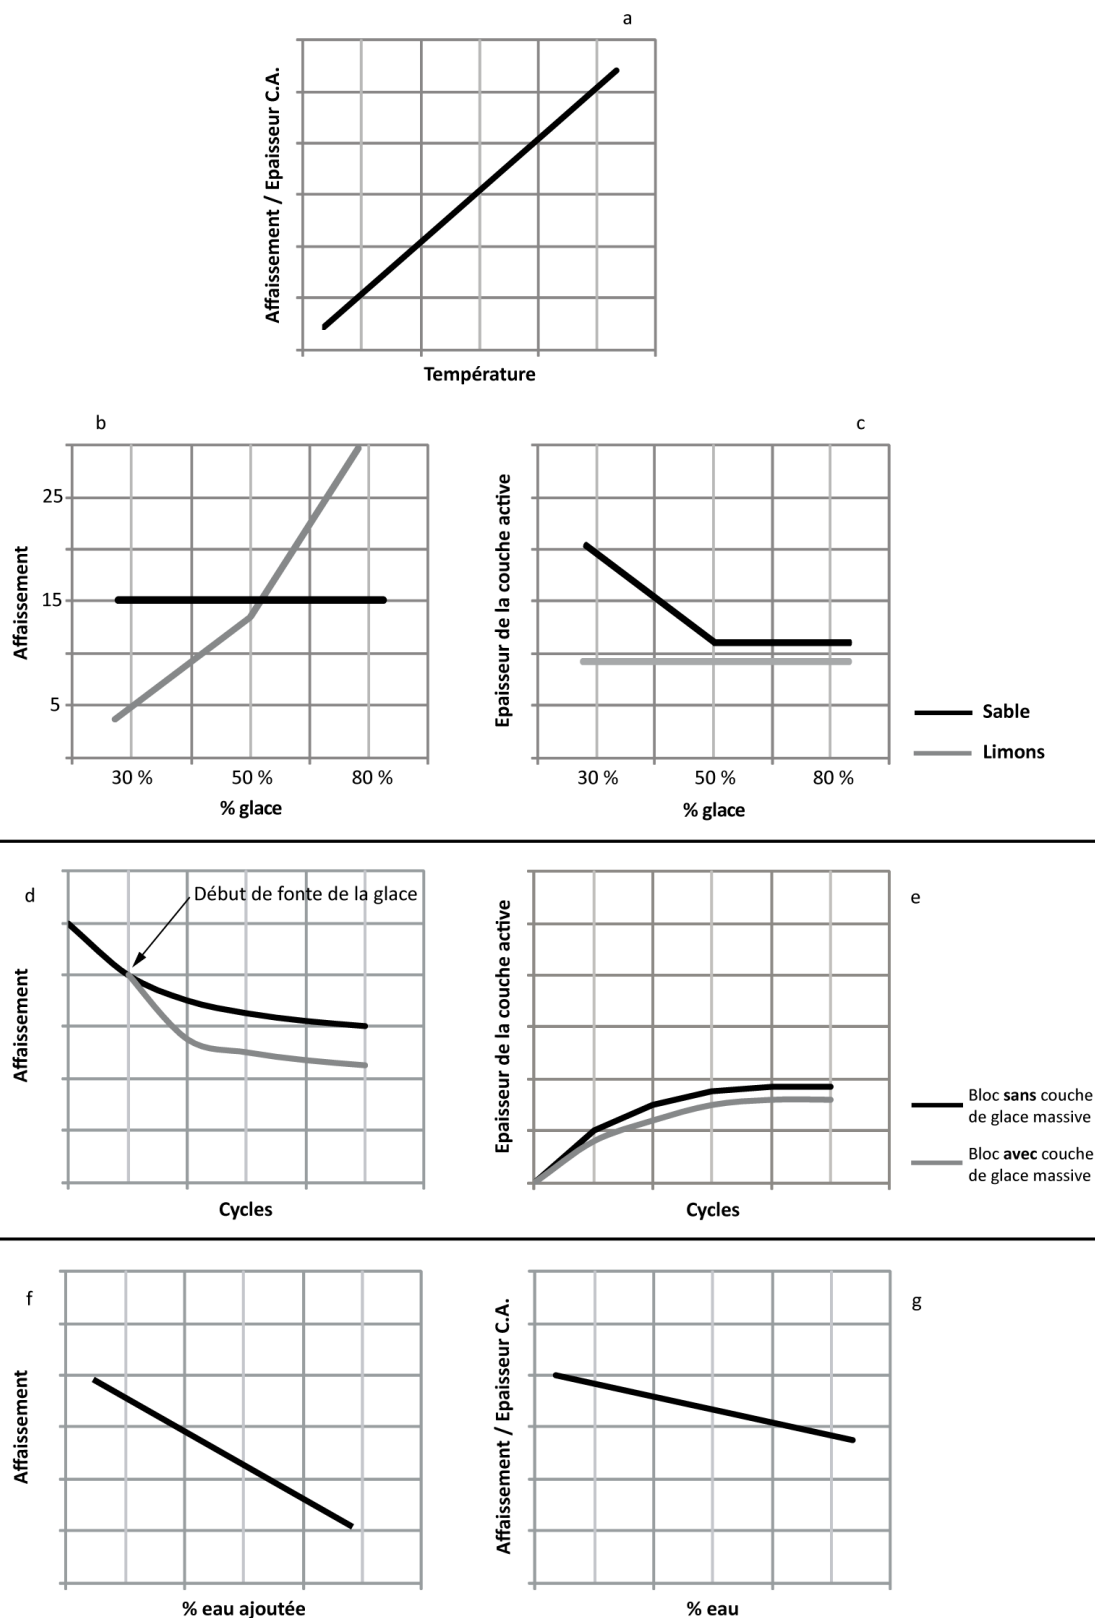 a
Affaissement / Epaisseur C.A.
Température
b
Affaissement
25
15
5
30 %
50 %
80 %
% glace
c
Epaisseur de la couche active
30 %
50 %
80 %
% glace
Sable
Limons
d
Début de fonte de la glace
Affaissement
Cycles
e
Epaisseur de la couche active
Cycles
Bloc sans couche
de glace massive
Bloc avec couche
de glace massive
f
Affaissement
% eau ajoutée
g
Affaissement / Epaisseur C.A.
% eau